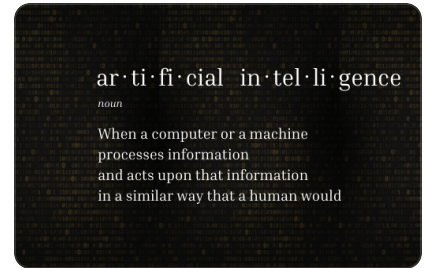 ar·ti·fi·cial in·tel·li·gence
noun
When a computer or a machine
processes information
and acts upon that information
in a similar way that a human would